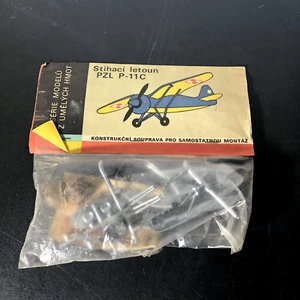 SÉRIE MODELŮ
Z UMĚLÝCH HMOT
Stíhací letoun
PZL P-11C
KONSTRUKČNÍ SOUPRAVA PRO SAMOSTATNOU MONTÁŽ